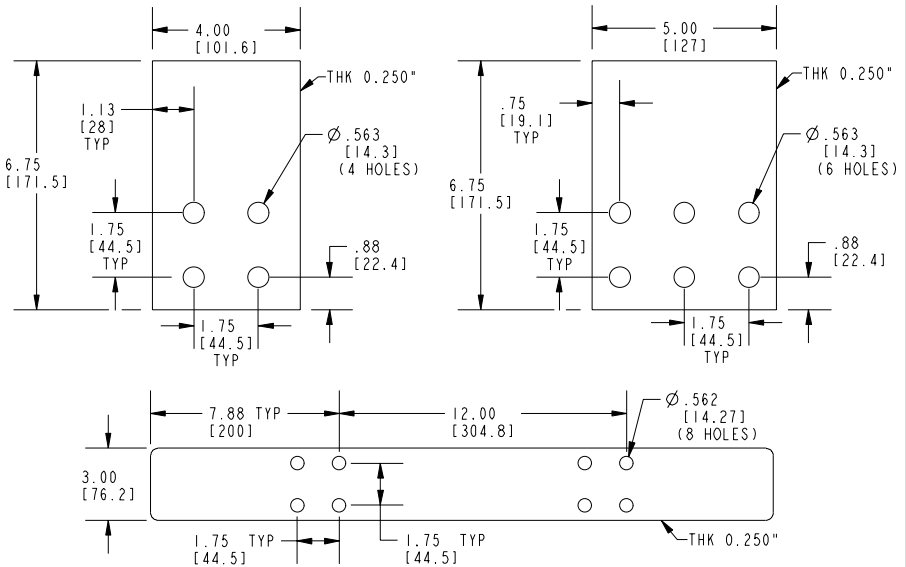 4.00
[101.6]
THK 0.250"
1.13
[28]
TYP
Ø.563
[14.3]
(4 HOLES)
6.75
[171.5]
1.75
[44.5]
TYP
.88
[22.4]
1.75
[44.5]
TYP
5.00
[127]
THK 0.250"
.75
[19.1]
TYP
Ø.563
[14.3]
(6 HOLES)
6.75
[171.5]
1.75
[44.5]
TYP
.88
[22.4]
1.75
[44.5]
TYP
7.88 TYP
[200]
12.00
[304.8]
Ø.562
[14.27]
(8 HOLES)
3.00
[76.2]
1.75 TYP
[44.5]
1.75 TYP
[44.5]
THK 0.250"